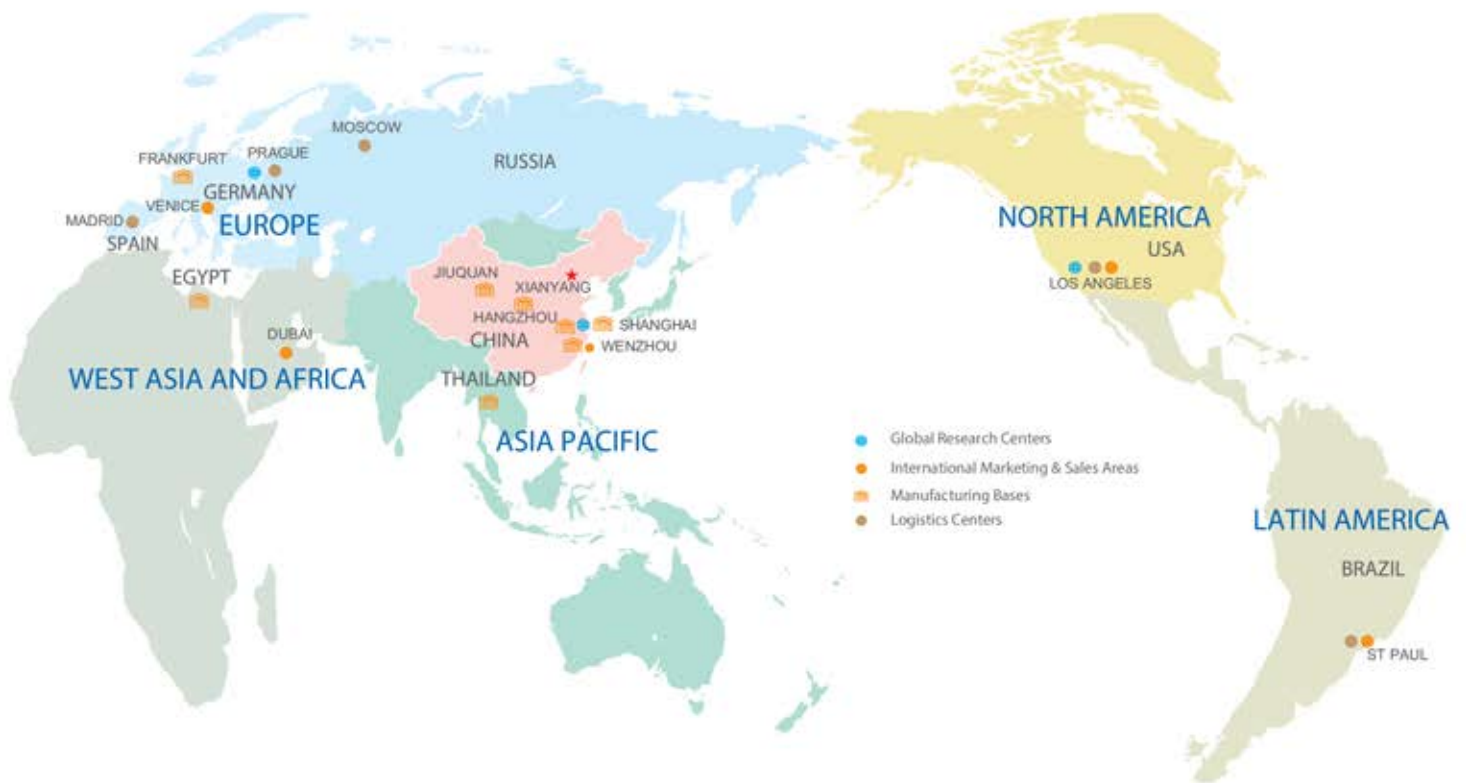 MOSCOW
FRANKFURT
PRAGUE
RUSSIA
GERMANY
VENICE
MADRID
EUROPE
SPAIN
NORTH AMERICA
USA
LOS ANGELES
EGYPT
JIUQUAN
XIANYANG
HANGZHOU
SHANGHAI
CHINA
WENZHOU
DUBAI
WEST ASIA AND AFRICA
THAILAND
ASIA PACIFIC
Global Research Centers
International Marketing & Sales Areas
Manufacturing Bases
Logistics Centers
LATIN AMERICA
BRAZIL
ST PAUL